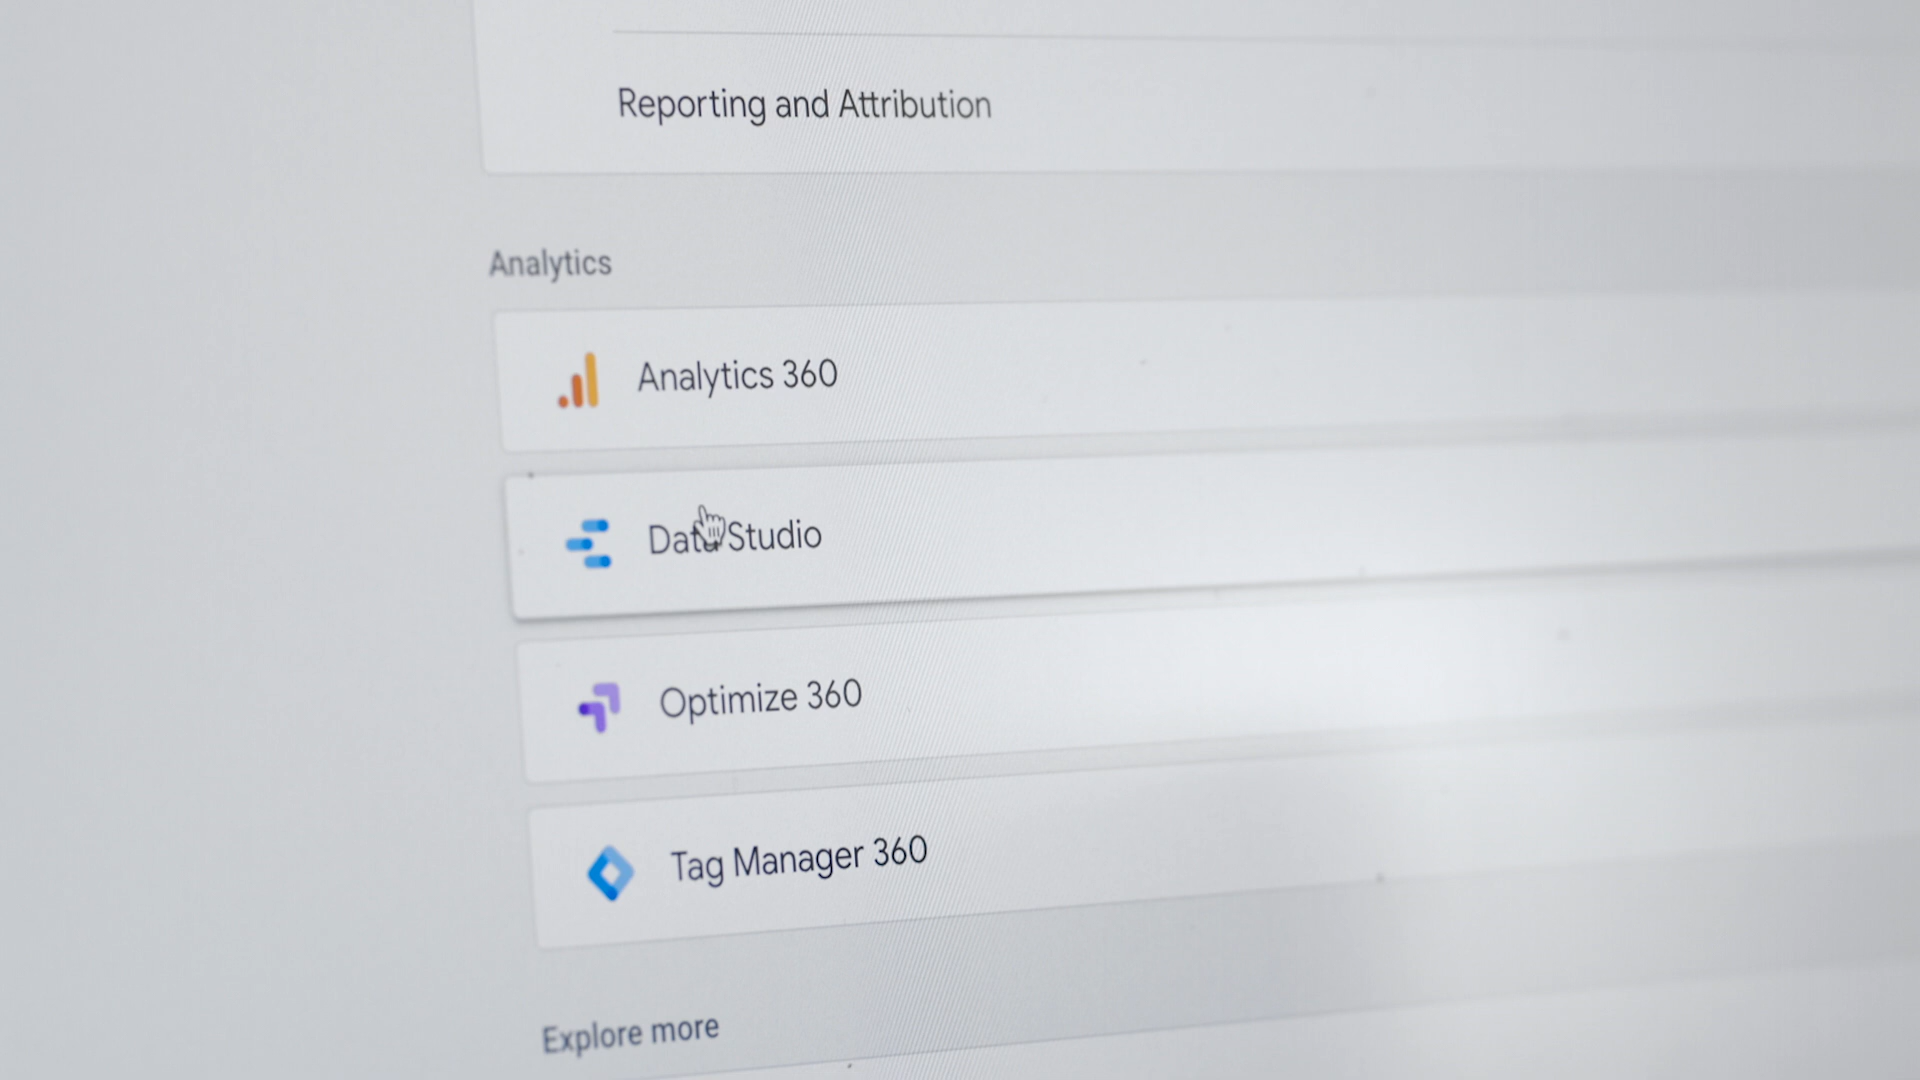 Reporting and Attribution
Analytics
Analytics 360
Data Studio
Optimize 360
Tag Manager 360
Explore more